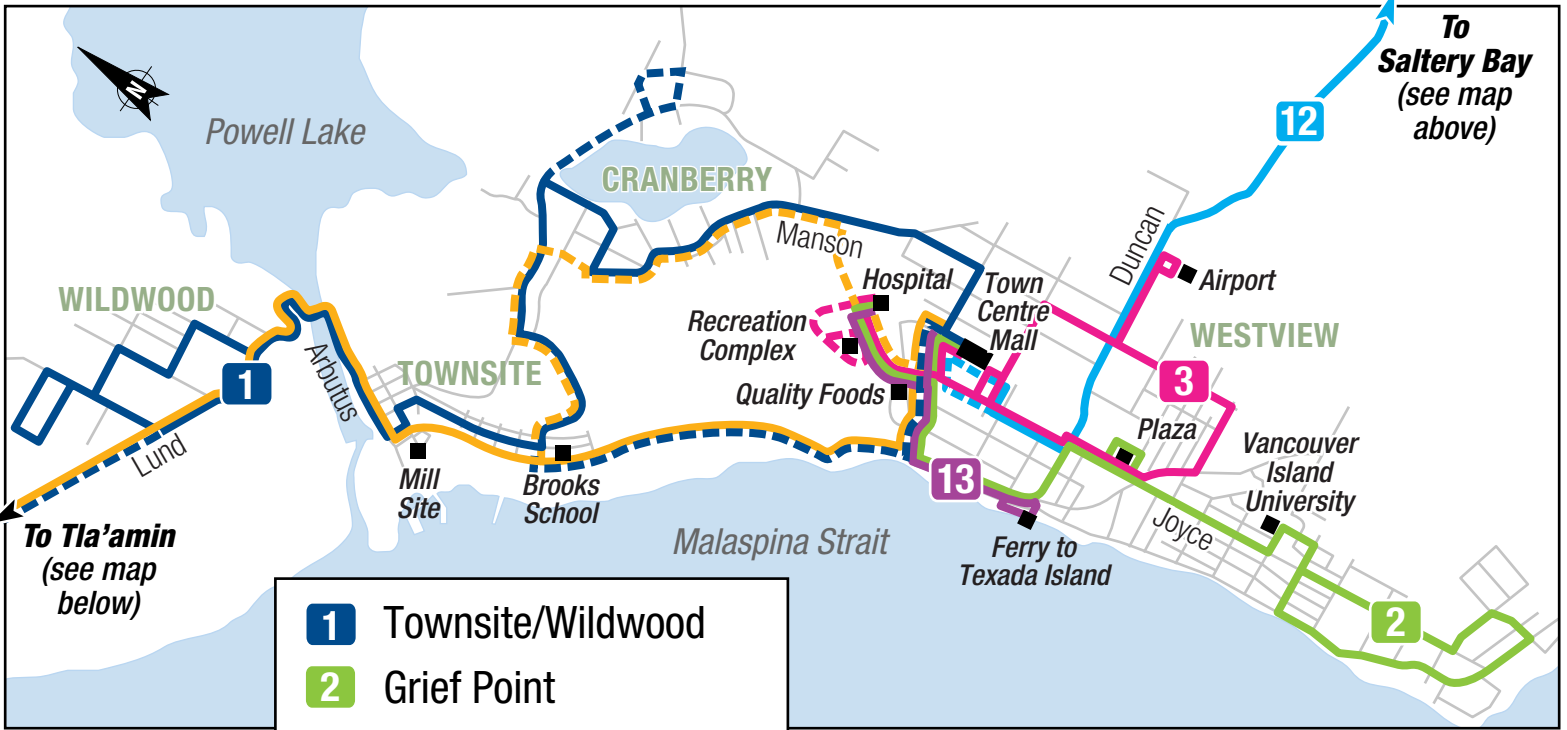 To
Saltery Bay
(see map
above)
12
N
Powell Lake
CRANBERRY
Duncan
Manson
Hospital
Town
Centre
Mall
Airport
WILDWOOD
Recreation
Complex
WESTVIEW
1
Arbutus
TOWNSITE
Quality Foods
3
Plaza
Lund
Vancouver
Island
University
13
Mill
Site
Brooks
School
Joyce
To Tla'amin
(see map
below)
Malaspina Strait
Ferry to
Texada Island
2
1 Townsite/Wildwood
2 Grief Point